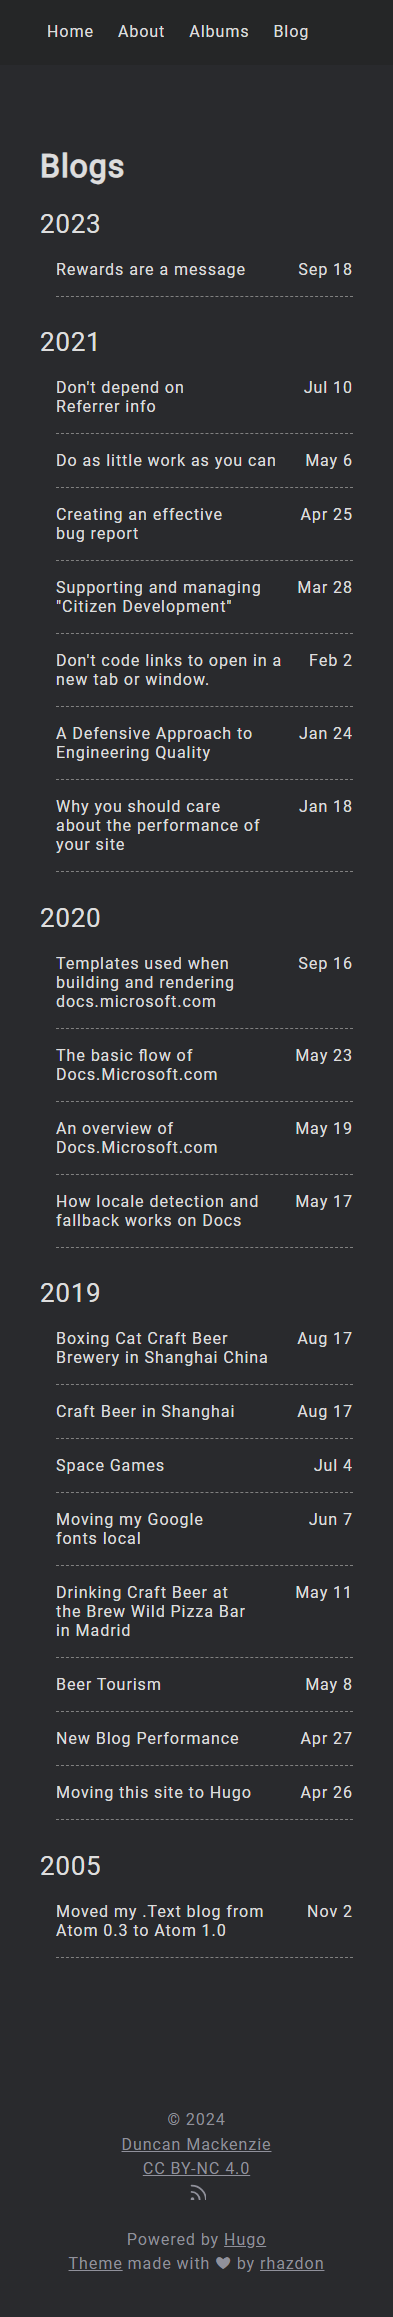 Home About Albums Blog
Blogs
2023
Rewards are a message Sep 18
2021
Don't depend on Jul 10
Referrer info
Do as little work as you can May 6
Creating an effective Apr 25
bug report
Supporting and managing Mar 28
"Citizen Development"
Don't code links to open in a Feb 2
new tab or window.
A Defensive Approach to Jan 24
Engineering Quality
Why you should care Jan 18
about the performance of
your site
2020
Templates used when Sep 16
building and rendering
docs.microsoft.com
The basic flow of May 23
Docs.Microsoft.com
An overview of May 19
Docs.Microsoft.com
How locale detection and May 17
fallback works on Docs
2019
Boxing Cat Craft Beer Aug 17
Brewery in Shanghai China
Craft Beer in Shanghai Aug 17
Space Games Jul 4
Moving my Google Jun 7
fonts local
Drinking Craft Beer at May 11
the Brew Wild Pizza Bar
in Madrid
Beer Tourism May 8
New Blog Performance Apr 27
Moving this site to Hugo Apr 26
2005
Moved my .Text blog from Nov 2
Atom 0.3 to Atom 1.0
© 2024
Duncan Mackenzie
CC BY-NC 4.0
Powered by Hugo
Theme made with ♥ by rhazdon